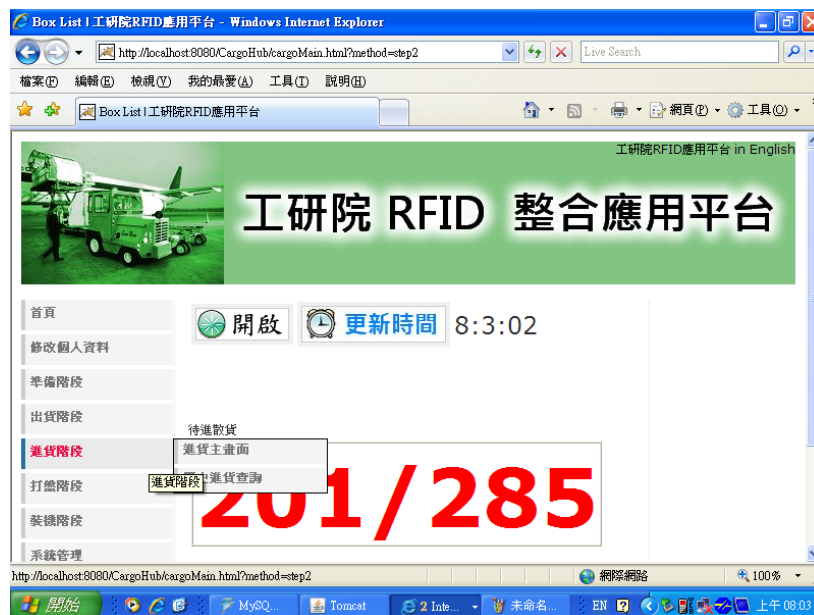 Box List | 工研院RFID應用平台 - Windows Internet Explorer
http://localhost:8080/CargoHub/cargoMain.html?method=step2
Live Search
檔案(F) 編輯(E) 檢視(V) 我的最愛(A) 工具(T) 說明(H)
Box List | 工研院RFID應用平台
網頁(P) 工具(O)
工研院RFID應用平台 in English
工研院 RFID 整合應用平台
首頁
修改個人資料
準備階段
出貨階段
進貨階段
打盤階段
裝機階段
系統管理
開啟 更新時間 8:3:02
待進散貨
進貨主畫面
進貨查詢
進貨階段
201/285
http://localhost:8080/CargoHub/cargoMain.html?method=step2
網際網路
100%
開始 MySQ... Tomcat 2 Inte... 未命名... EN 上午 08:03